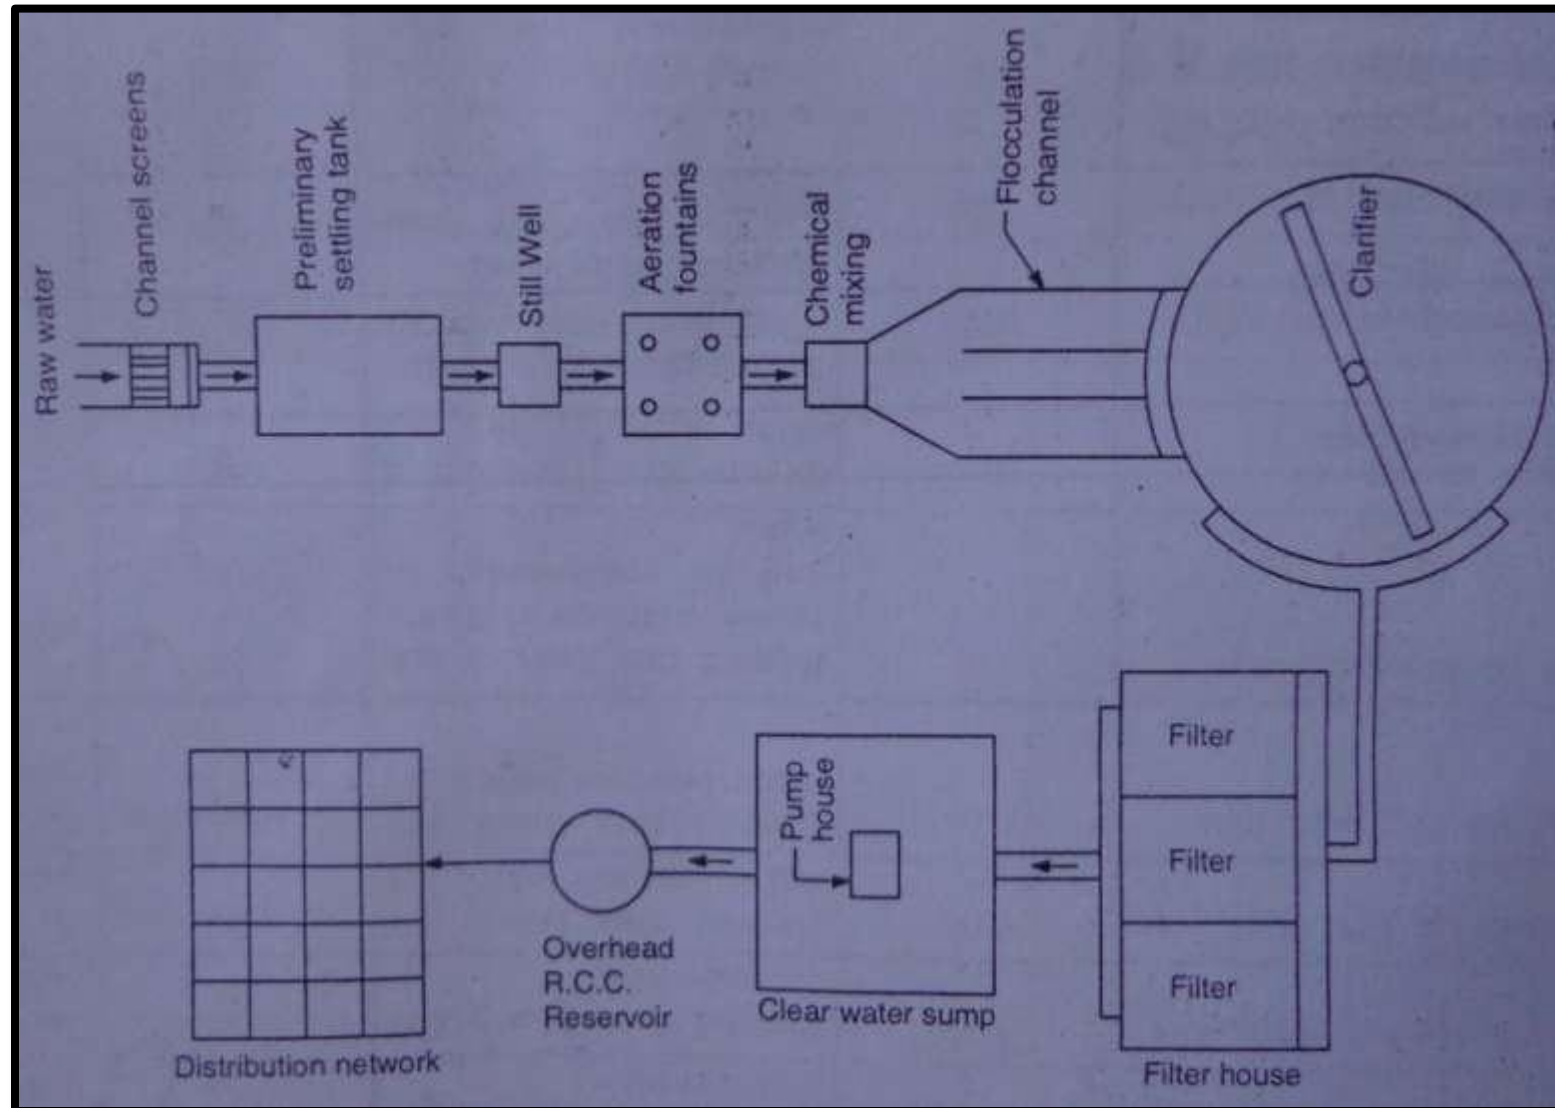 Raw water
Channel screens
Preliminary
settling tank
Still Well
Aeration
fountains
Chemical
mixing
Flocculation
channel
Clarifier
Filter
Filter
Filter
Filter house
Pump
house
Clear water sump
Overhead
R.C.C.
Reservoir
Distribution network